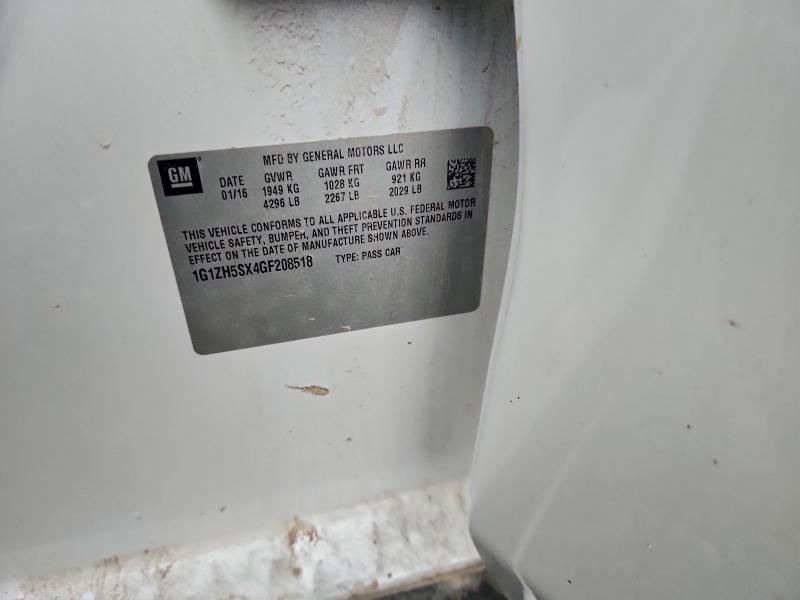 GM ®
MFD BY GENERAL MOTORS LLC
DATE GVWR GAWR FRT GAWR RR
01/16 1949 KG 1028 KG 921 KG
4296 LB 2267 LB 2029 LB
THIS VEHICLE CONFORMS TO ALL APPLICABLE U.S. FEDERAL MOTOR
VEHICLE SAFETY, BUMPER, AND THEFT PREVENTION STANDARDS IN
EFFECT ON THE DATE OF MANUFACTURE SHOWN ABOVE.
1G1ZH5SX4GF208518 TYPE: PASS CAR